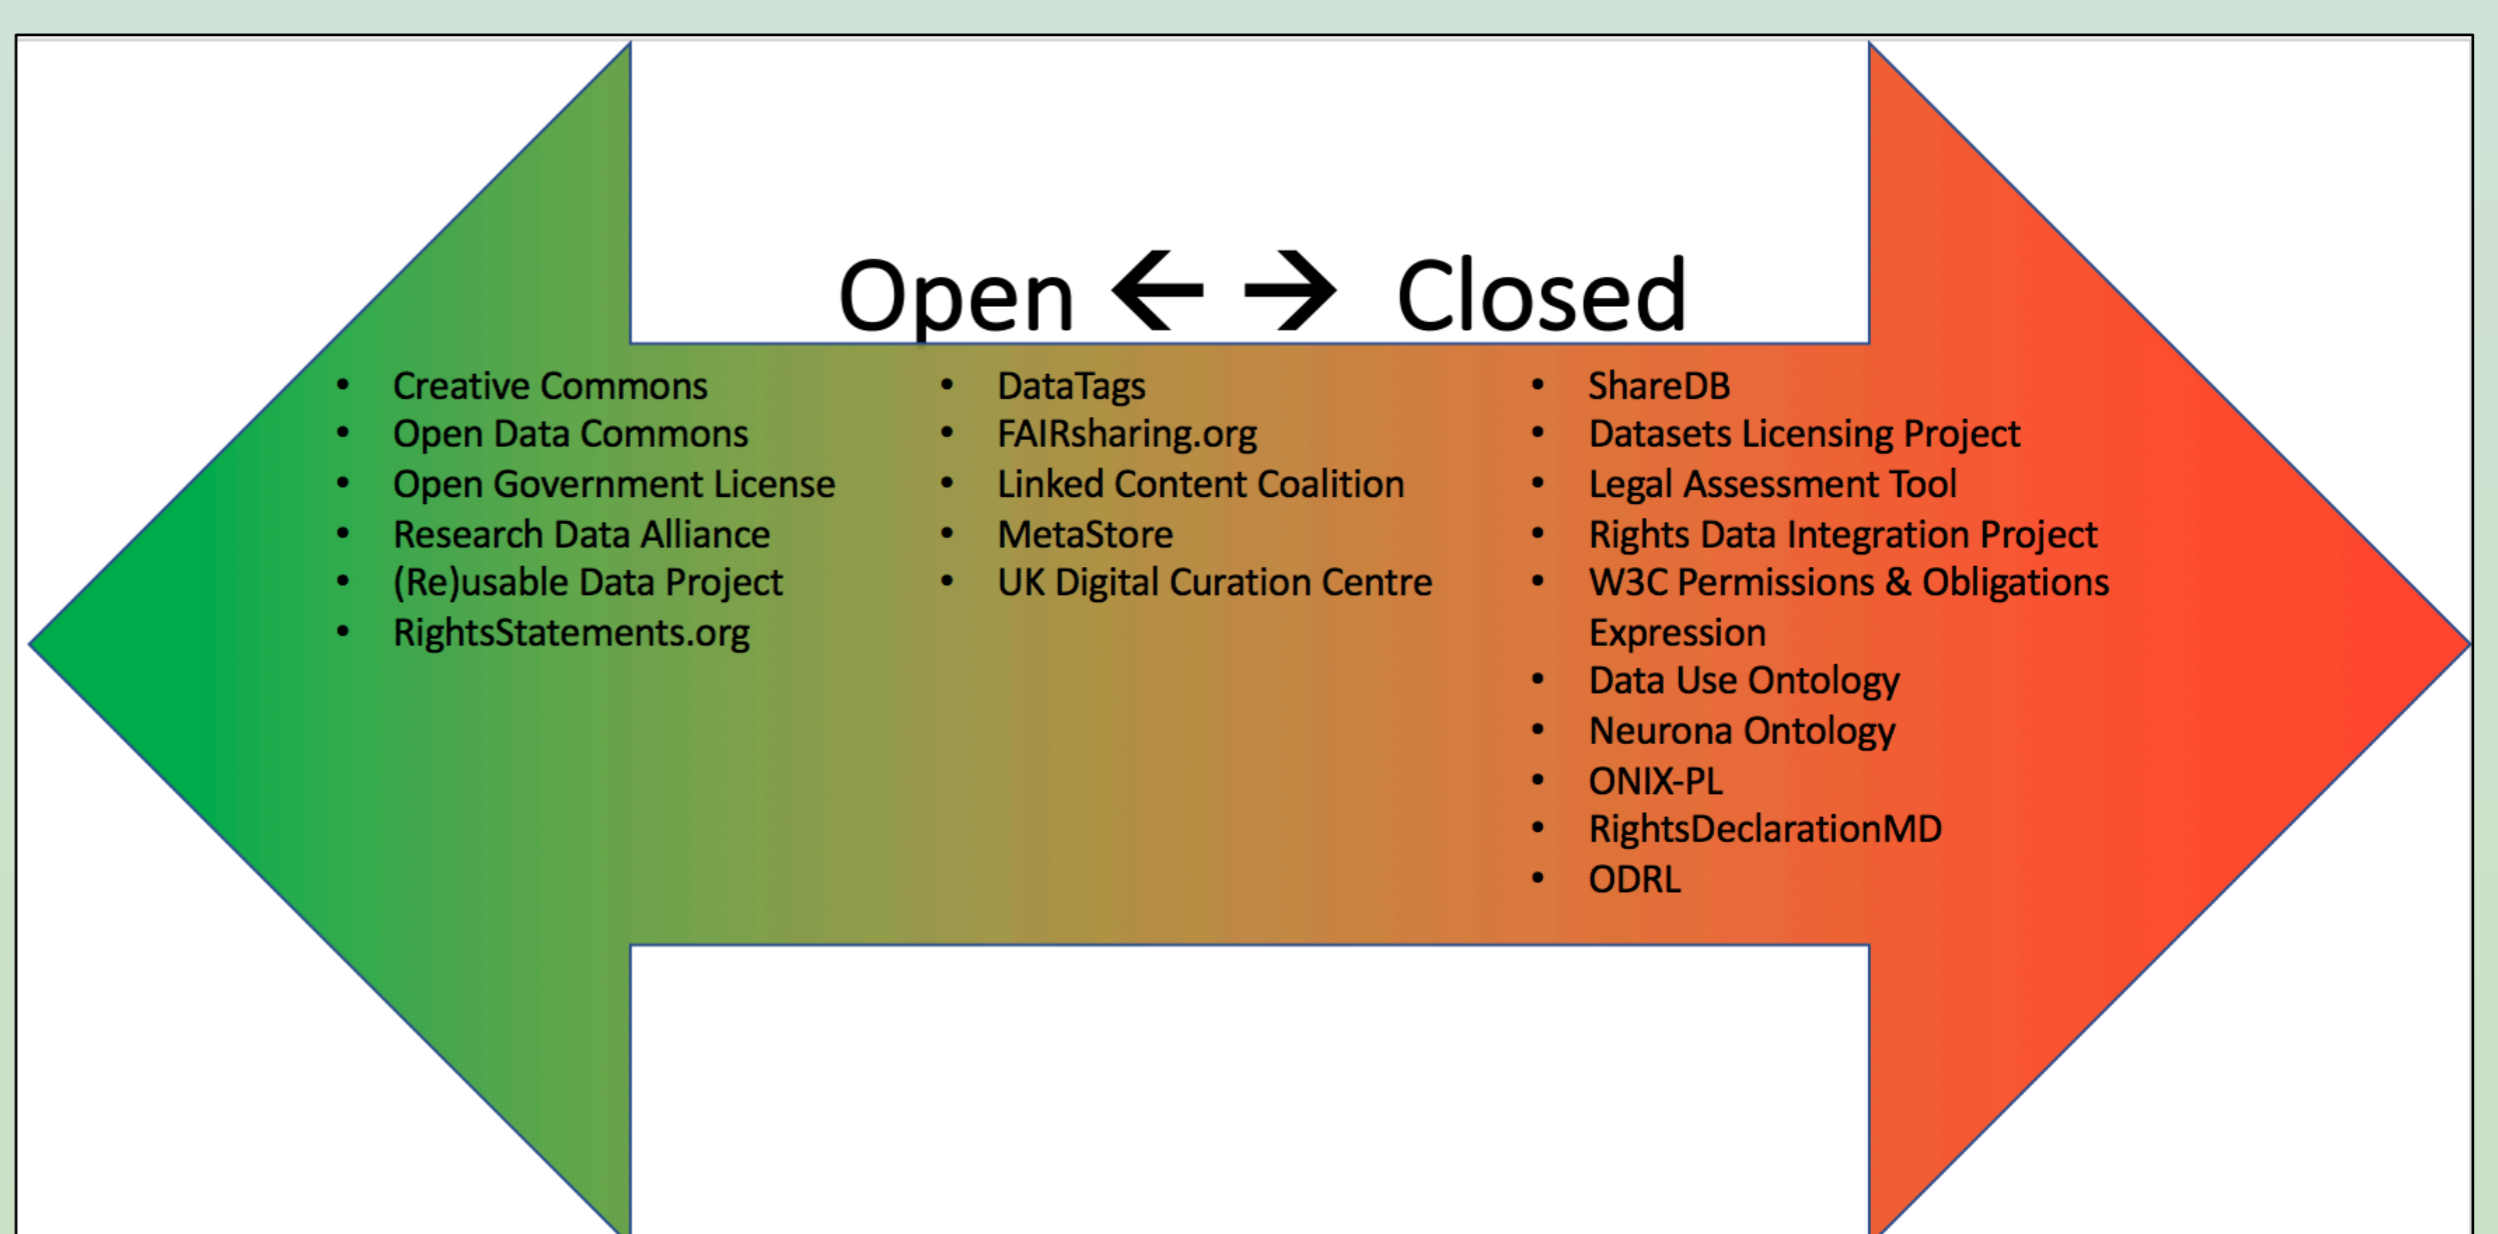 Open ← → Closed
• Creative Commons
• Open Data Commons
• Open Government License
• Research Data Alliance
• (Re)usable Data Project
• RightsStatements.org
• DataTags
• FAIRsharing.org
• Linked Content Coalition
• MetaStore
• UK Digital Curation Centre
• ShareDB
• Datasets Licensing Project
• Legal Assessment Tool
• Rights Data Integration Project
• W3C Permissions & Obligations
Expression
• Data Use Ontology
• Neurona Ontology
• ONIX-PL
• RightsDeclarationMD
• ODRL